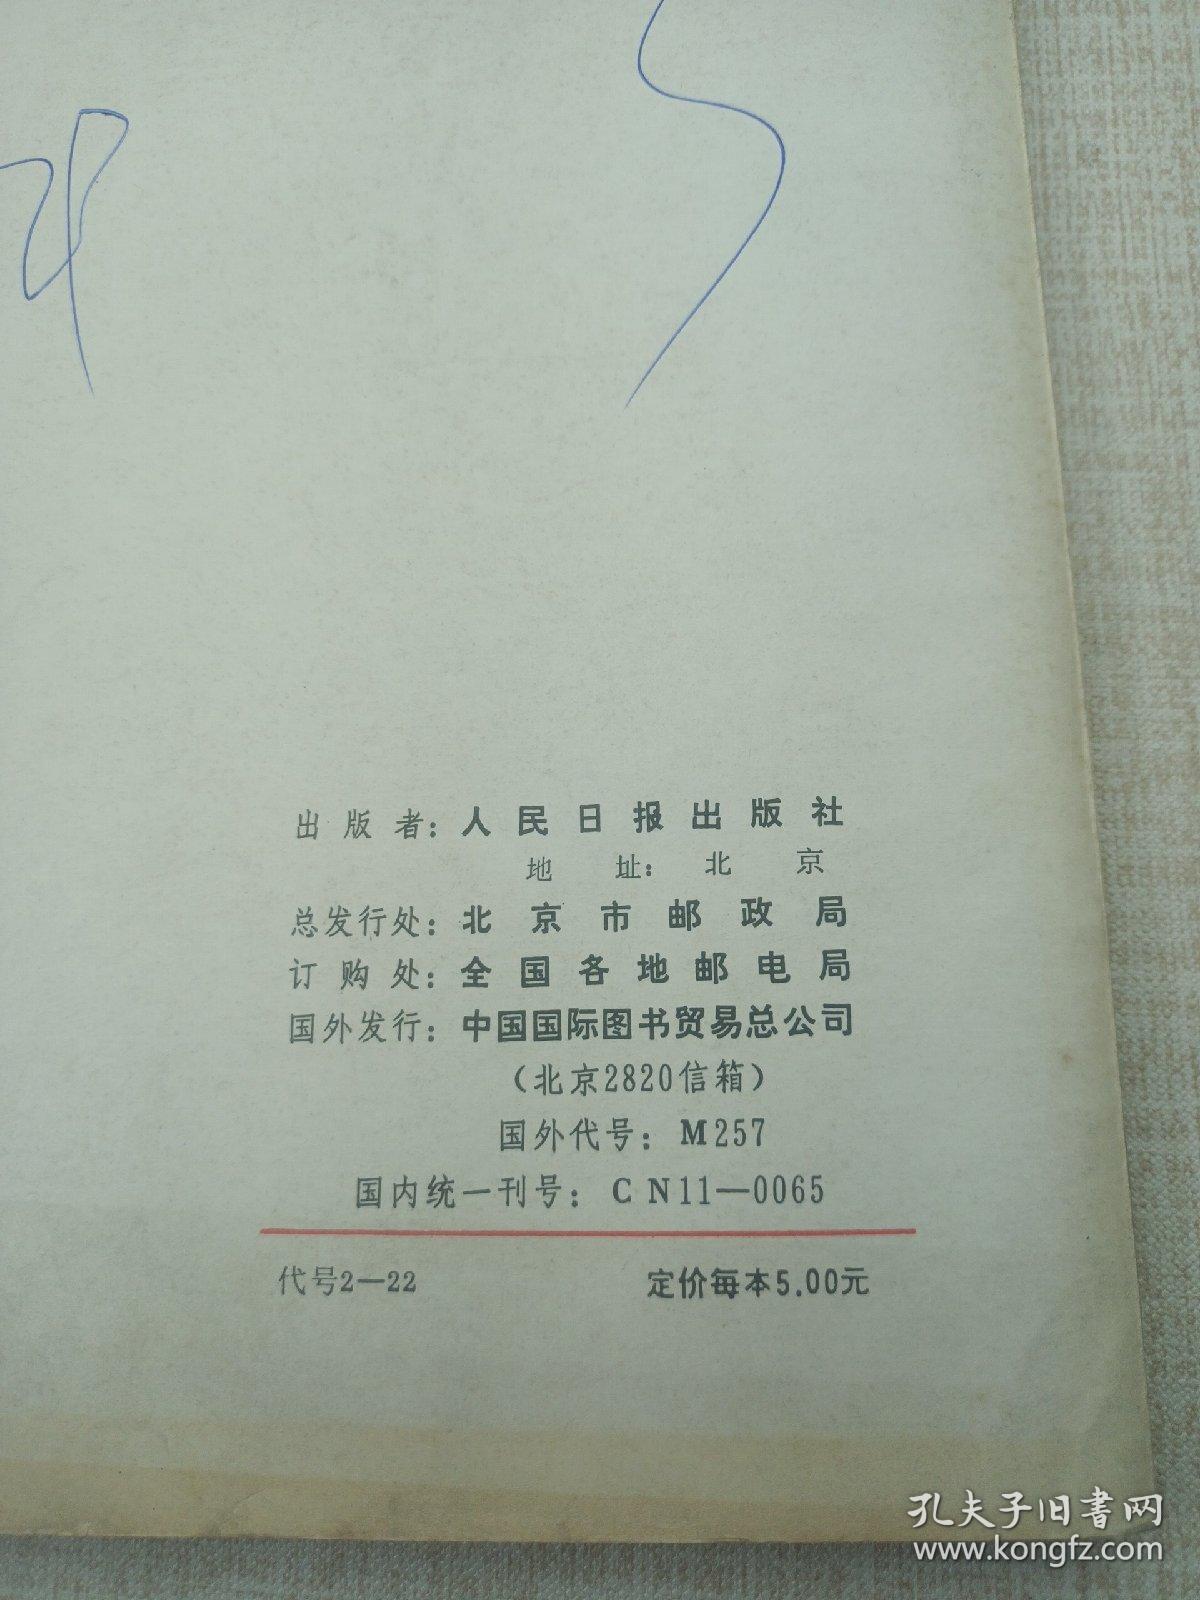 出版者：人民日报出版社
地址：北京
总发行处：北京市邮政局
订购处：全国各地邮电局
国外发行：中国国际图书贸易总公司
（北京2820信箱）
国外代号：M257
国内统一刊号：CN11—0065
代号2—22 定价每本5.00元
孔夫子旧書网
www.kongfz.com